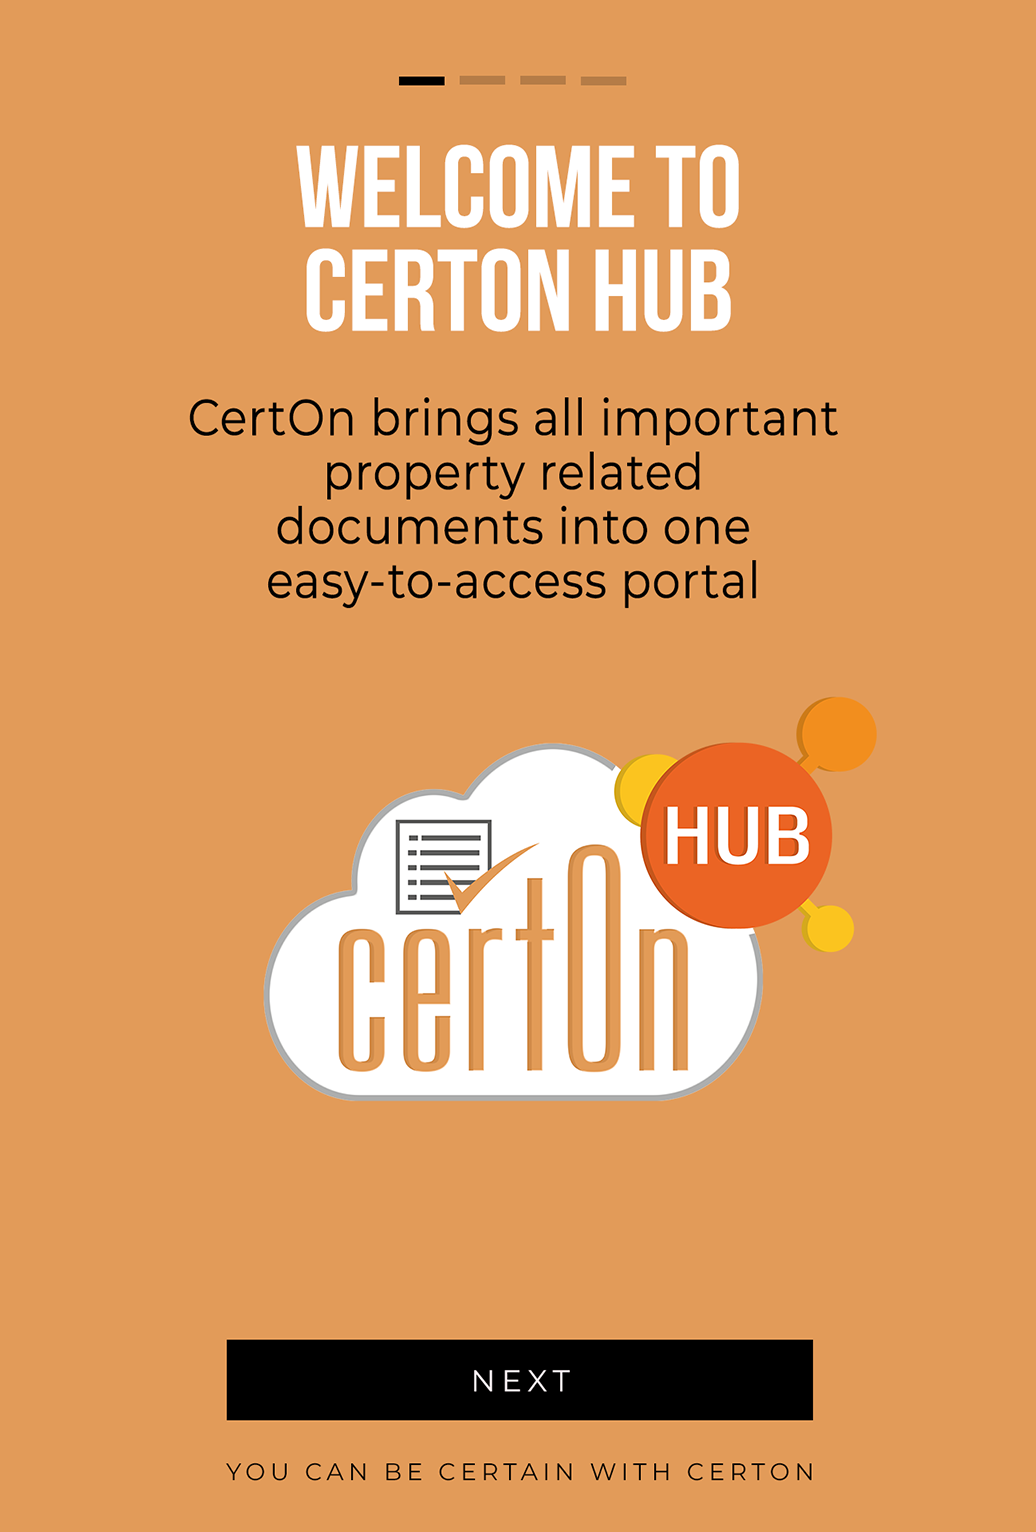 WELCOME TO
CERTON HUB
CertOn brings all important
property related
documents into one
easy-to-access portal
HUB
certOn
NEXT
YOU CAN BE CERTAIN WITH CERTON